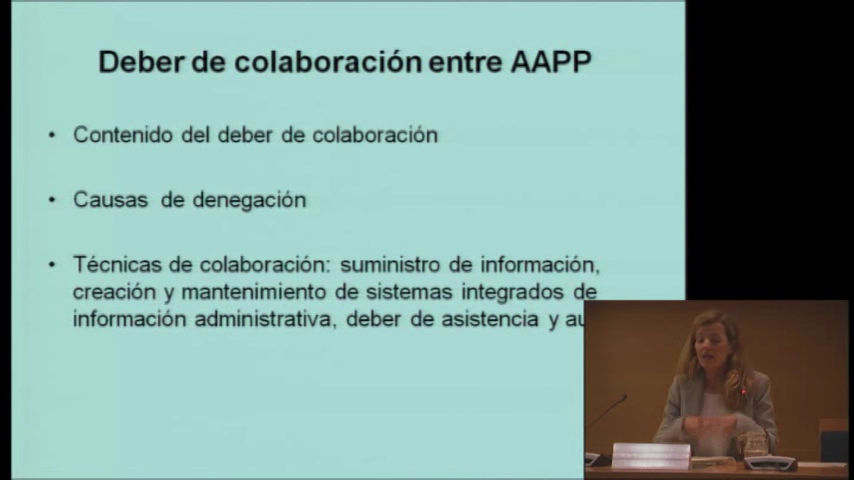 Deber de colaboración entre AAPP
• Contenido del deber de colaboración
• Causas de denegación
• Técnicas de colaboración: suministro de información,
creación y mantenimiento de sistemas integrados de
información administrativa, deber de asistencia y